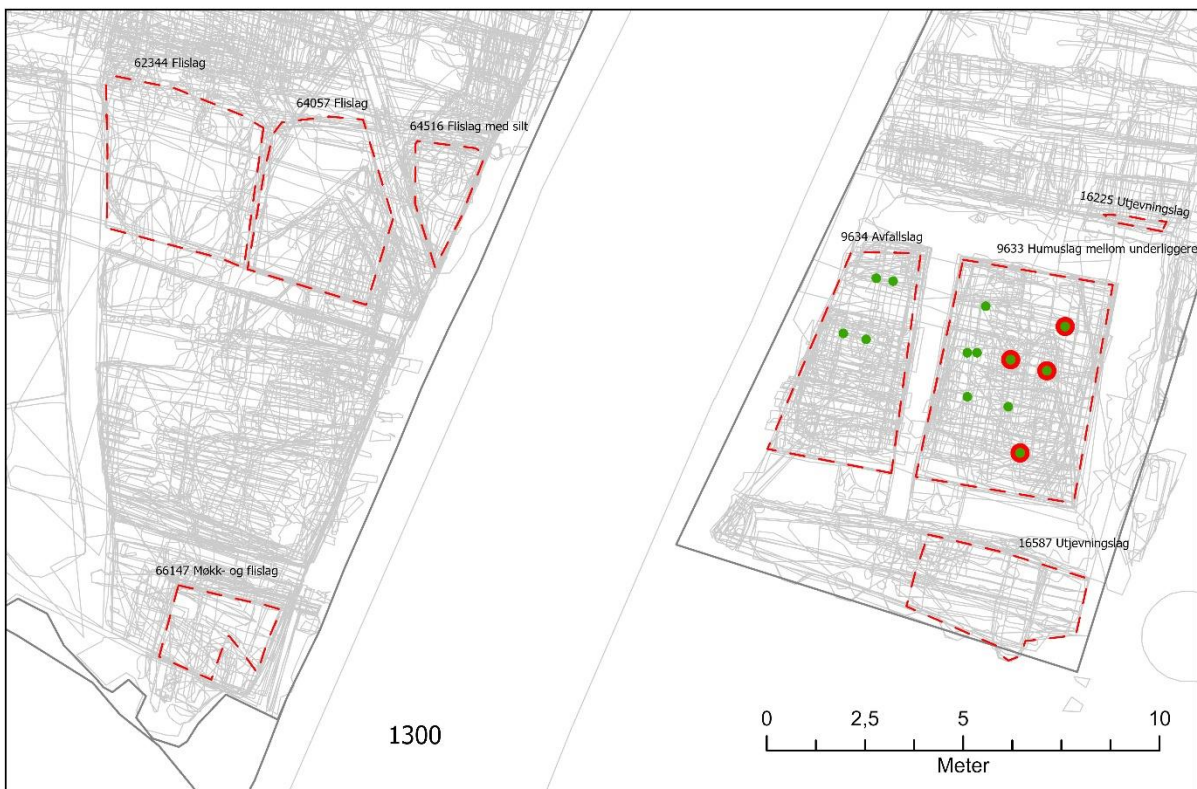 62344 Flislag
64057 Flislag
64516 Flislag med silt
16225 Utjevningslag
9634 Avfallslag
9633 Humuslag mellom underliggere
16587 Utjevningslag
66147 Møkk- og flislag
1300
0 2,5 5 10
Meter